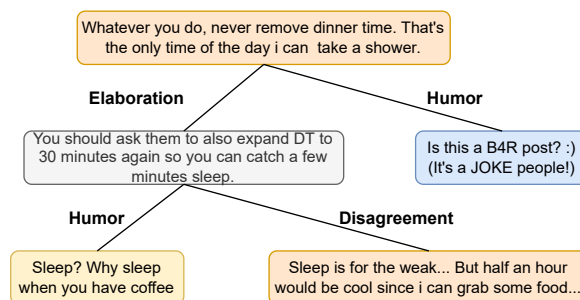 Whatever you do, never remove dinner time. That's
the only time of the day i can take a shower.
Elaboration
Humor
You should ask them to also expand DT to
30 minutes again so you can catch a few
minutes sleep.
Is this a B4R post? :)
(It's a JOKE people!)
Humor
Disagreement
Sleep? Why sleep
when you have coffee
Sleep is for the weak... But half an hour
would be cool since i can grab some food...